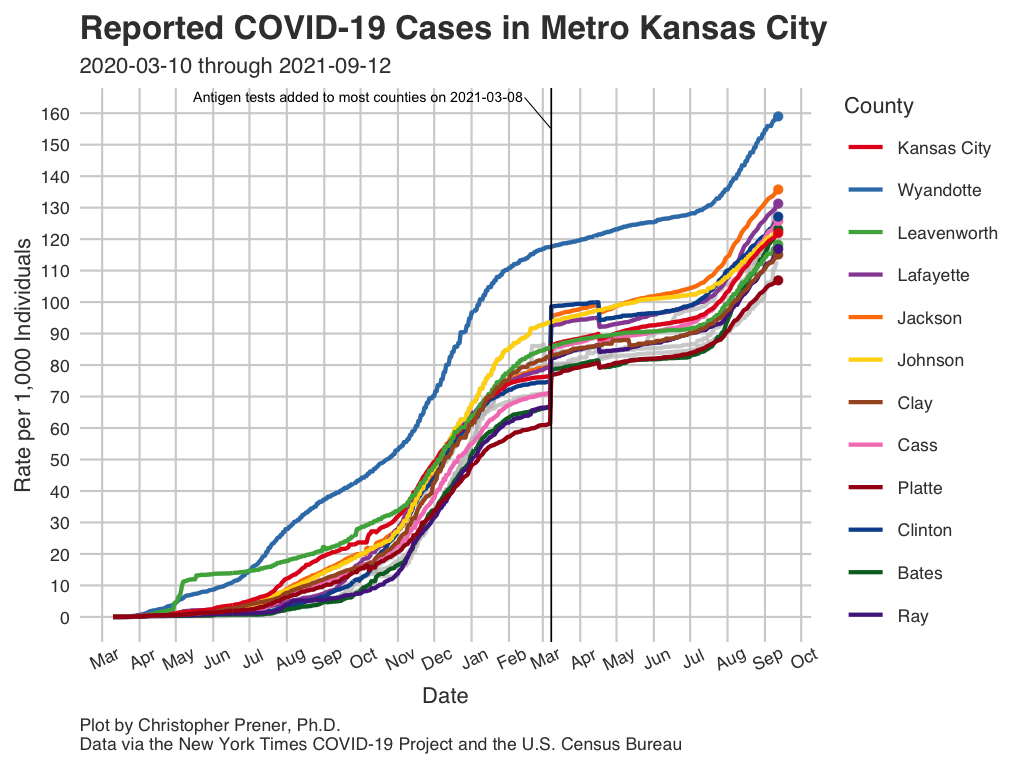 Reported COVID-19 Cases in Metro Kansas City
2020-03-10 through 2021-09-12
Antigen tests added to most counties on 2021-03-08
Rate per 1,000 Individuals
160
150
140
130
120
110
100
90
80
70
60
50
40
30
20
10
0
Mar Apr May Jun Jul Aug Sep Oct Nov Dec Jan Feb Mar Apr May Jun Jul Aug Sep Oct
Date
County
Kansas City
Wyandotte
Leavenworth
Lafayette
Jackson
Johnson
Clay
Cass
Platte
Clinton
Bates
Ray
Plot by Christopher Prener, Ph.D.
Data via the New York Times COVID-19 Project and the U.S. Census Bureau